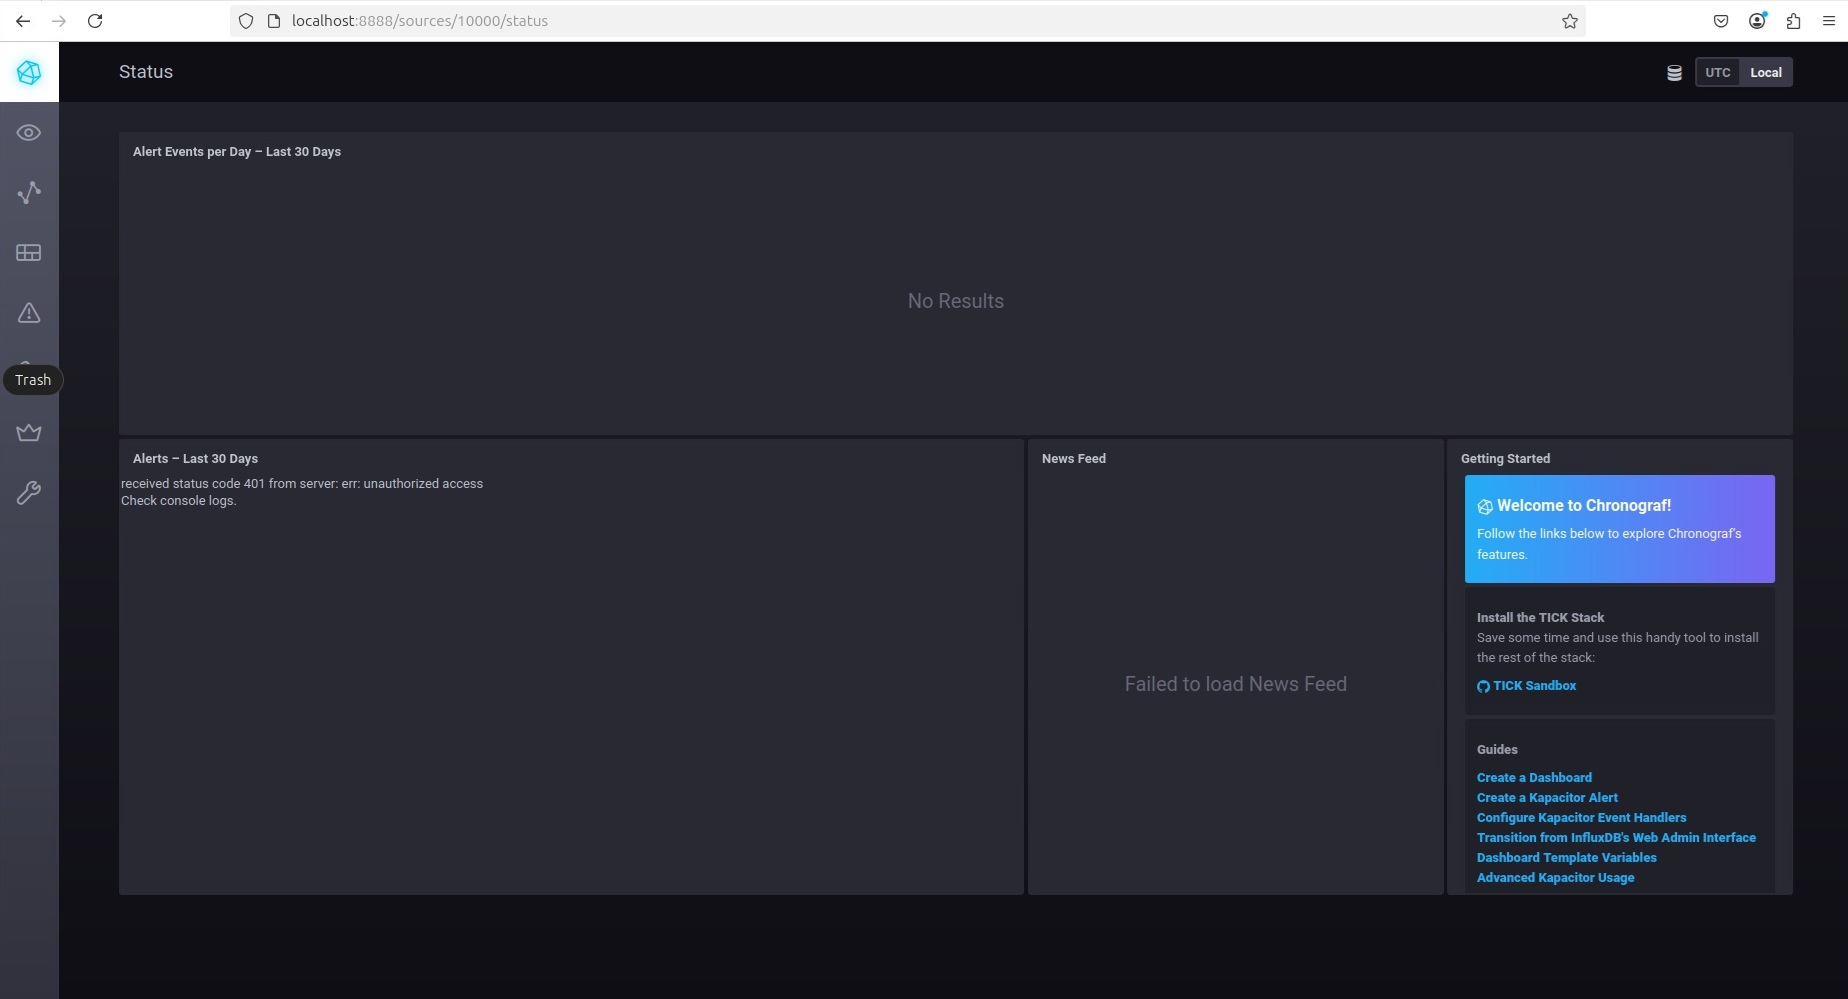 localhost:8888/sources/10000/status
Status
UTC
Local
Alert Events per Day – Last 30 Days
No Results
Trash
Alerts – Last 30 Days
received status code 401 from server: err: unauthorized access
Check console logs.
News Feed
Failed to load News Feed
Getting Started
Welcome to Chronograf!
Follow the links below to explore Chronograf's
features.
Install the TICK Stack
Save some time and use this handy tool to install
the rest of the stack:
TICK Sandbox
Guides
Create a Dashboard
Create a Kapacitor Alert
Configure Kapacitor Event Handlers
Transition from InfluxDB's Web Admin Interface
Dashboard Template Variables
Advanced Kapacitor Usage